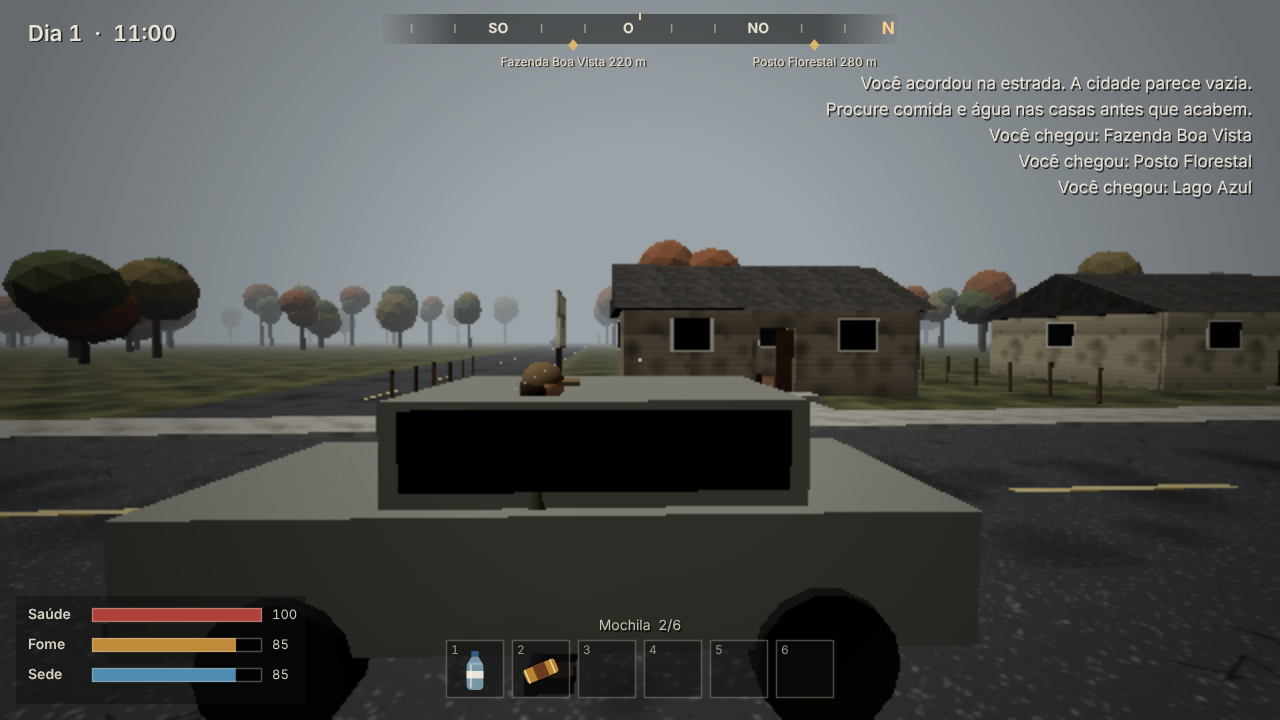 Dia 1 · 11:00
SO O NO N
Fazenda Boa Vista 220 m Posto Florestal 280 m
Você acordou na estrada. A cidade parece vazia.
Procure comida e água nas casas antes que acabem.
Você chegou: Fazenda Boa Vista
Você chegou: Posto Florestal
Você chegou: Lago Azul
Saúde 100
Fome 85
Sede 85
Mochila 2/6
1 2 3 4 5 6